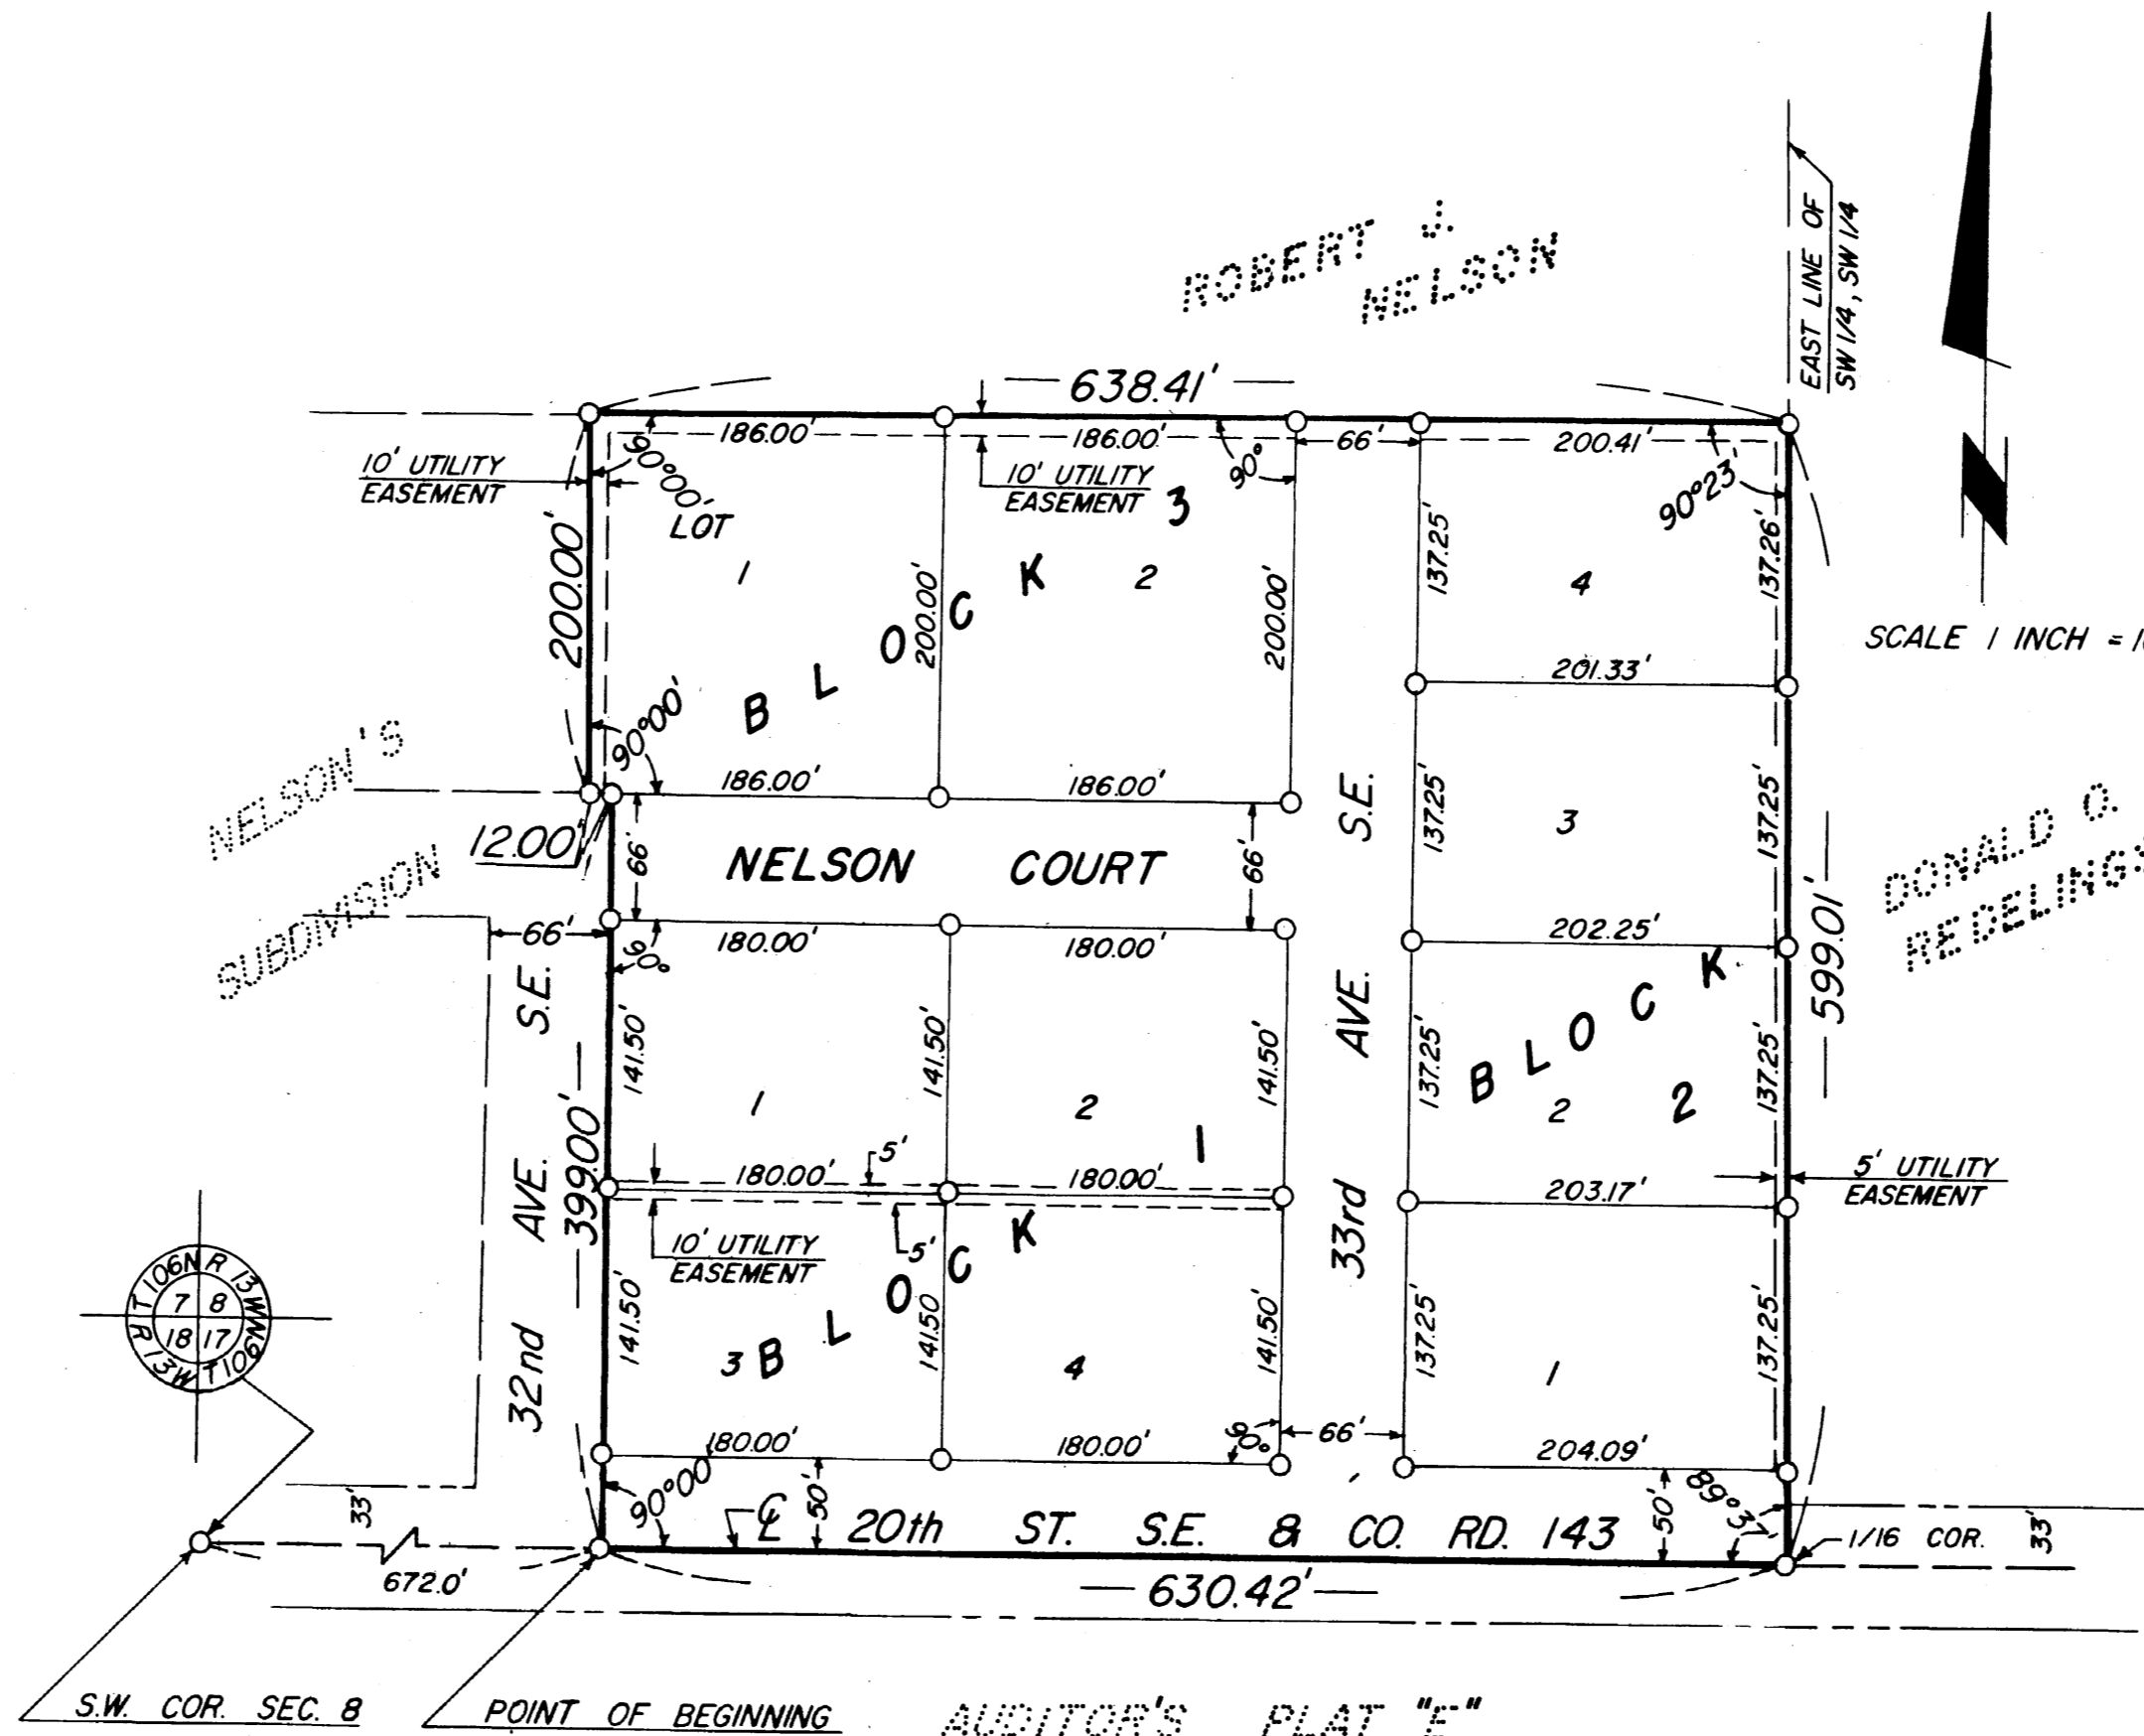 ROBERT J.
NELSON
EAST LINE OF
SW 1/4, SW 1/4
638.41'
186.00'
186.00'
66'
200.41'
10' UTILITY
EASEMENT
90°00'
LOT
10' UTILITY
EASEMENT
3
90°
90°23'
200.00'
1
200.00'
BLOCK
2
200.00'
137.25'
4
137.26'
SCALE 1 INCH =
201.33'
NELSON'S
SUBDIVISION
90°00'
186.00'
186.00'
12.00'
66'
NELSON COURT
66'
137.25'
3
137.25'
599.01'
DONALD O.
66'
90°
180.00'
180.00'
202.25'
141.50'
1
141.50'
2
141.50'
1
137.25'
BLOCK
2
2
137.25'
5'
180.00'
180.00'
203.17'
5' UTILITY
EASEMENT
32nd AVE. S.E.
399.00'
33rd AVE. S.E.
10' UTILITY
EASEMENT
5'
BLOCK
T106N R13W
7 8
18 17
R13W T106N
141.50'
3
141.50
4
141.50'
137.25'
1
137.25'
180.00'
180.00'
90°
66'
204.09'
33'
90°00'
50'
50'
89°37'
℄ 20th ST. S.E. & CO. RD. 143
1/16 COR.
33'
672.0'
630.42'
S.W. COR. SEC. 8
POINT OF BEGINNING
AUDITOR'S PLAT "E"